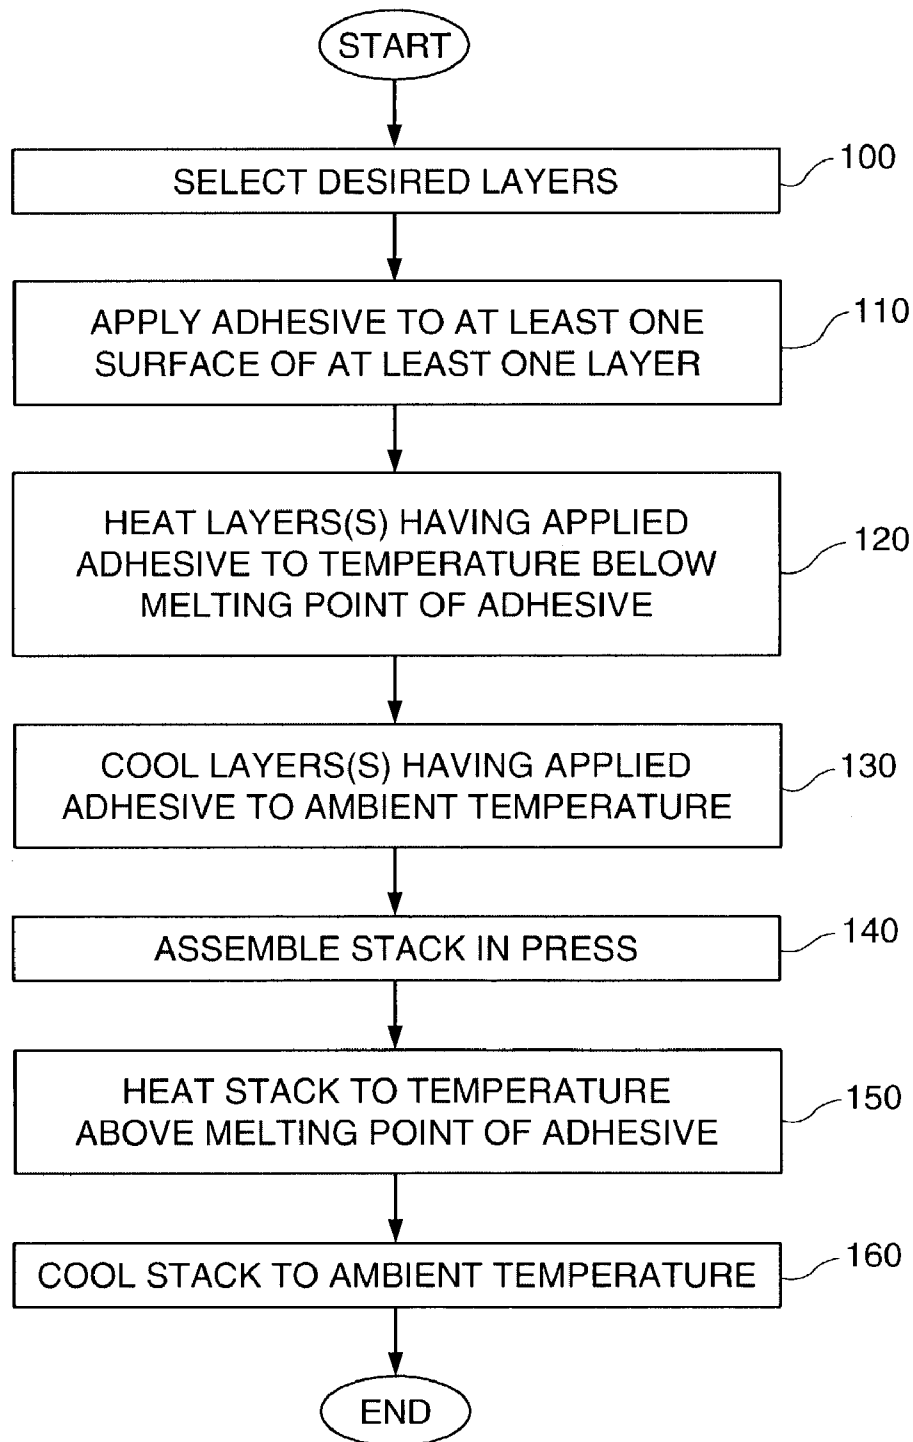 START
SELECT DESIRED LAYERS
100
APPLY ADHESIVE TO AT LEAST ONE
SURFACE OF AT LEAST ONE LAYER
110
HEAT LAYERS(S) HAVING APPLIED
ADHESIVE TO TEMPERATURE BELOW
MELTING POINT OF ADHESIVE
120
COOL LAYERS(S) HAVING APPLIED
ADHESIVE TO AMBIENT TEMPERATURE
130
ASSEMBLE STACK IN PRESS
140
HEAT STACK TO TEMPERATURE
ABOVE MELTING POINT OF ADHESIVE
150
COOL STACK TO AMBIENT TEMPERATURE
160
END